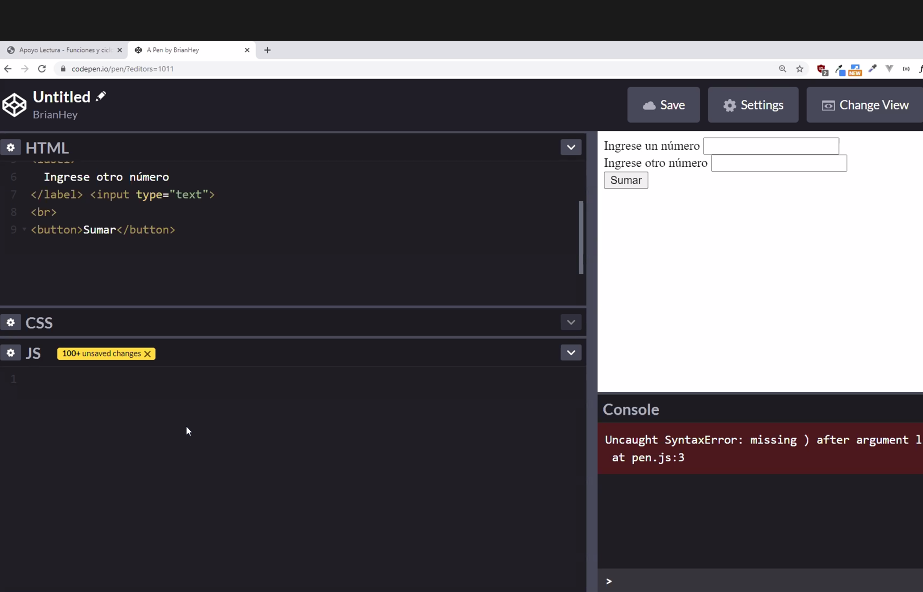 Apoyo Lectura - Funciones y
A Pen by BrianHey
codepen.io/pen/?editors=1011
2
NEW
Untitled
BrianHey
Save
Settings
Change View
HTML
6 Ingrese otro número
7 </label> <input type="text">
8 <br>
9 <button>Sumar</button>
CSS
JS 100+ unsaved changes
1
Ingrese un número
Ingrese otro número
Sumar
Console
Uncaught SyntaxError: missing ) after argument l
at pen.js:3
>